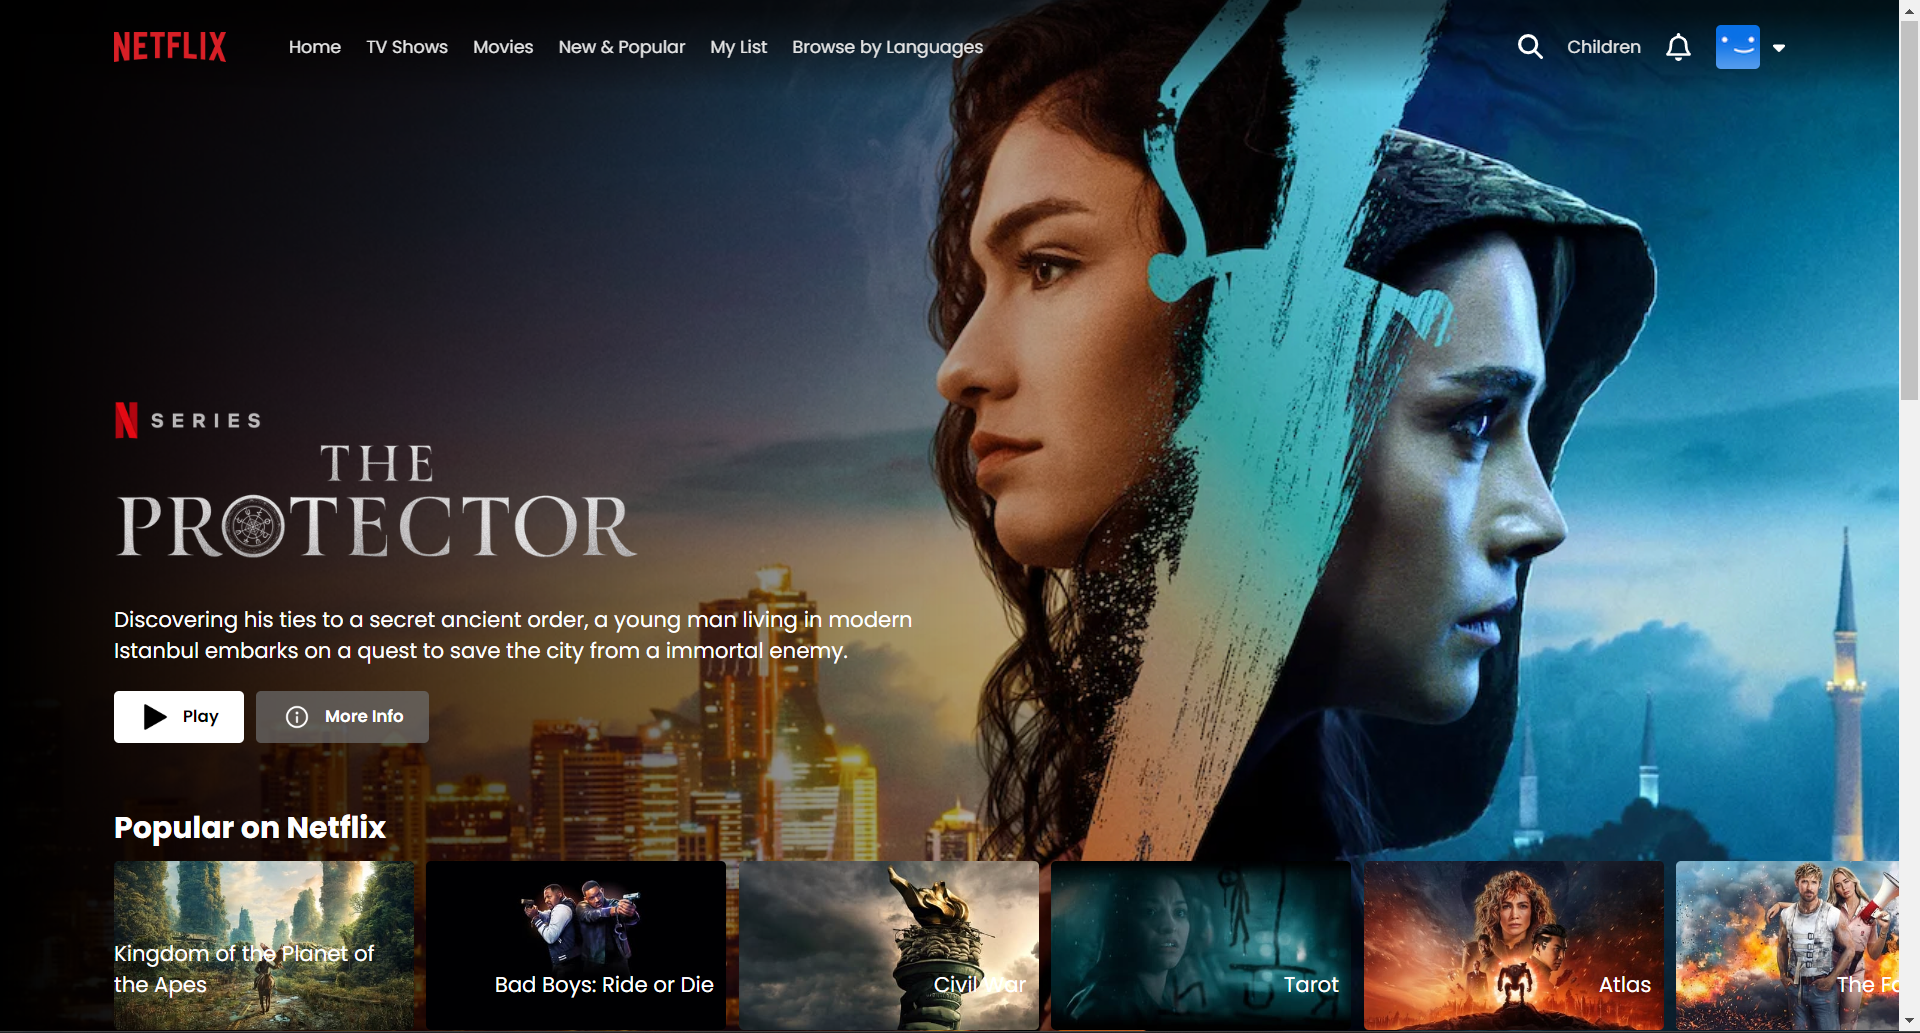 NETFLIX
Home
TV Shows
Movies
New & Popular
My List
Browse by Languages
Children
N SERIES
THE
PROTECTOR
Discovering his ties to a secret ancient order, a young man living in modern
Istanbul embarks on a quest to save the city from a immortal enemy.
Play
More Info
Popular on Netflix
Kingdom of the Planet of
the Apes
Bad Boys: Ride or Die
Civil War
Tarot
Atlas
The